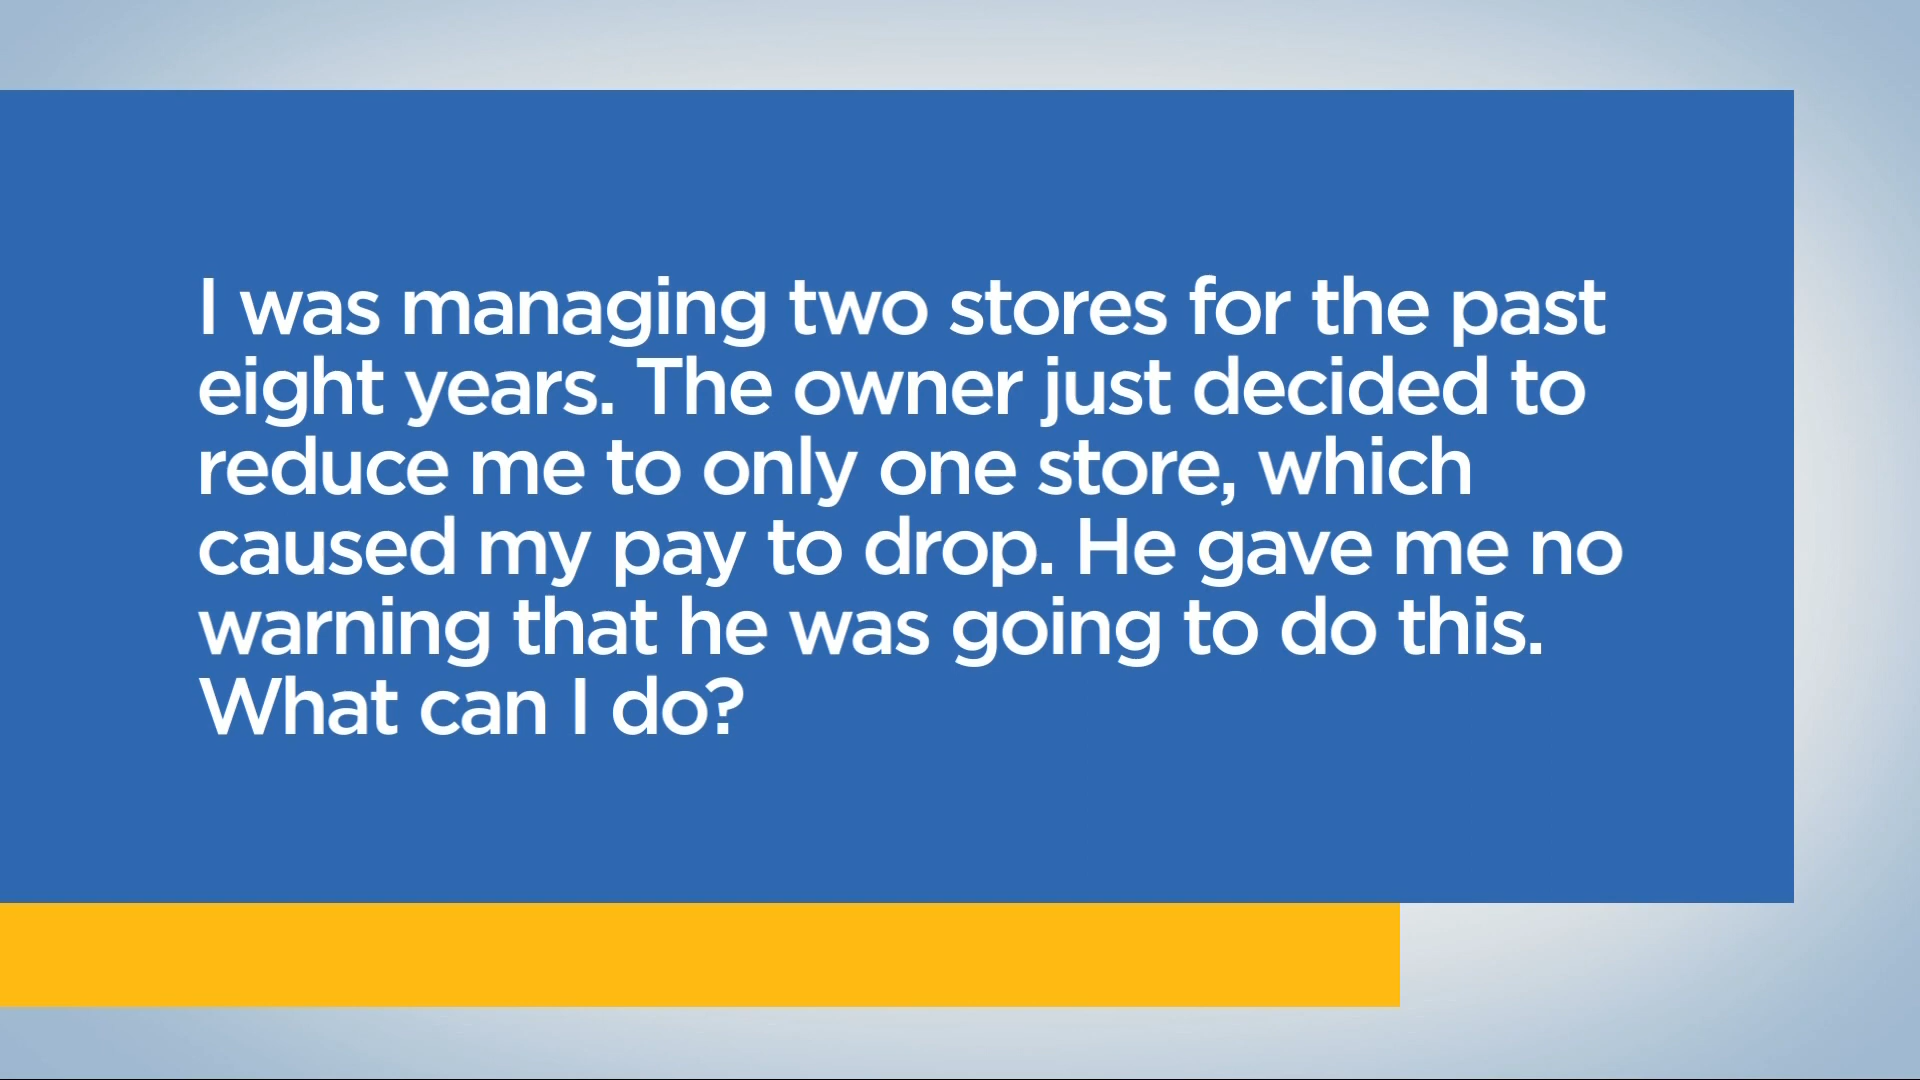 I was managing two stores for the past
eight years. The owner just decided to
reduce me to only one store, which
caused my pay to drop. He gave me no
warning that he was going to do this.
What can I do?